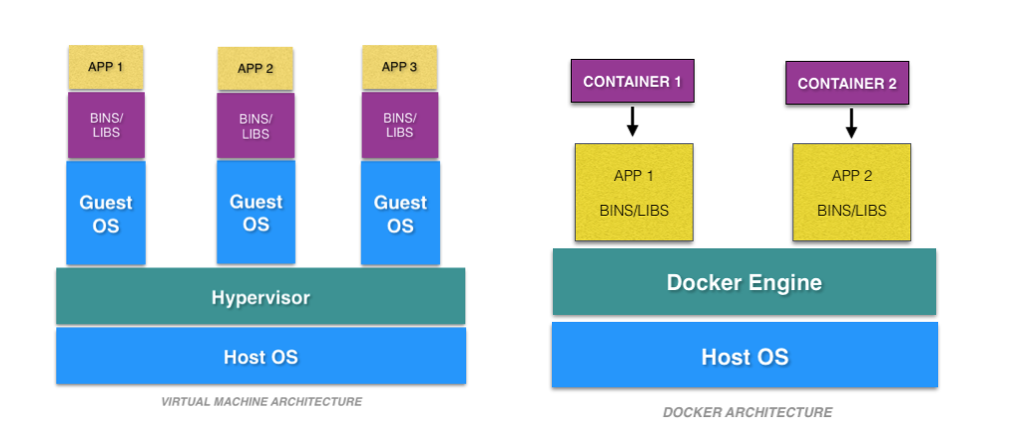 APP 1
APP 2
APP 3
BINS/
LIBS
BINS/
LIBS
BINS/
LIBS
Guest
OS
Guest
OS
Guest
OS
Hypervisor
Host OS
VIRTUAL MACHINE ARCHITECTURE
CONTAINER 1
CONTAINER 2
APP 1
BINS/LIBS
APP 2
BINS/LIBS
Docker Engine
Host OS
DOCKER ARCHITECTURE